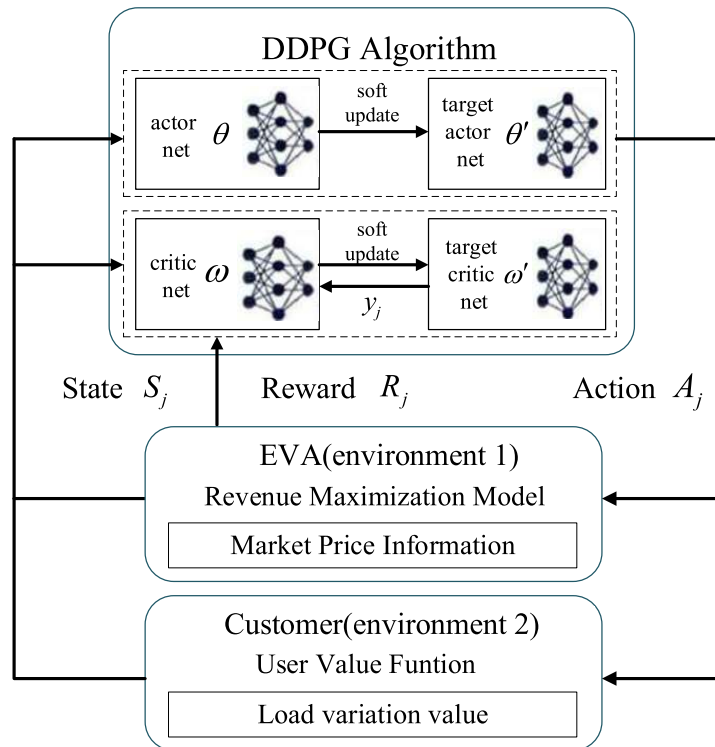 DDPG Algorithm
actor
net
θ
soft
update
target
actor
net
θ'
critic
net
ω
soft
update
y_j
target
critic
net
ω'
State S_j
Reward R_j
Action A_j
EVA(environment 1)
Revenue Maximization Model
Market Price Information
Customer(environment 2)
User Value Funtion
Load variation value